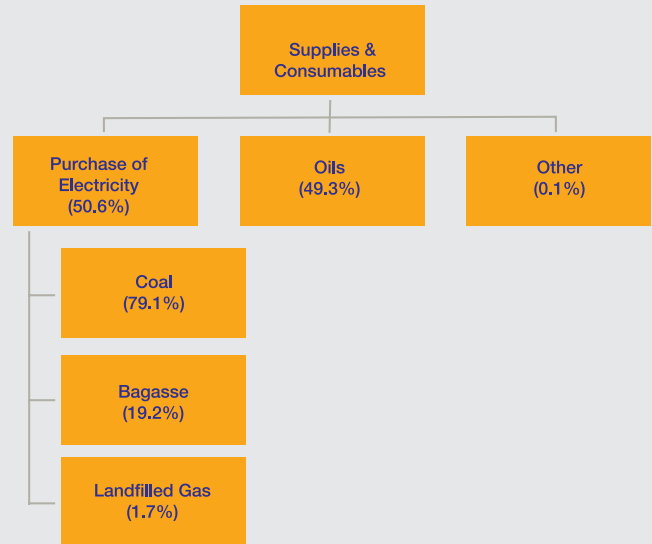 Supplies &
Consumables
Purchase of
Electricity
(50.6%)
Oils
(49.3%)
Other
(0.1%)
Coal
(79.1%)
Bagasse
(19.2%)
Landfilled Gas
(1.7%)